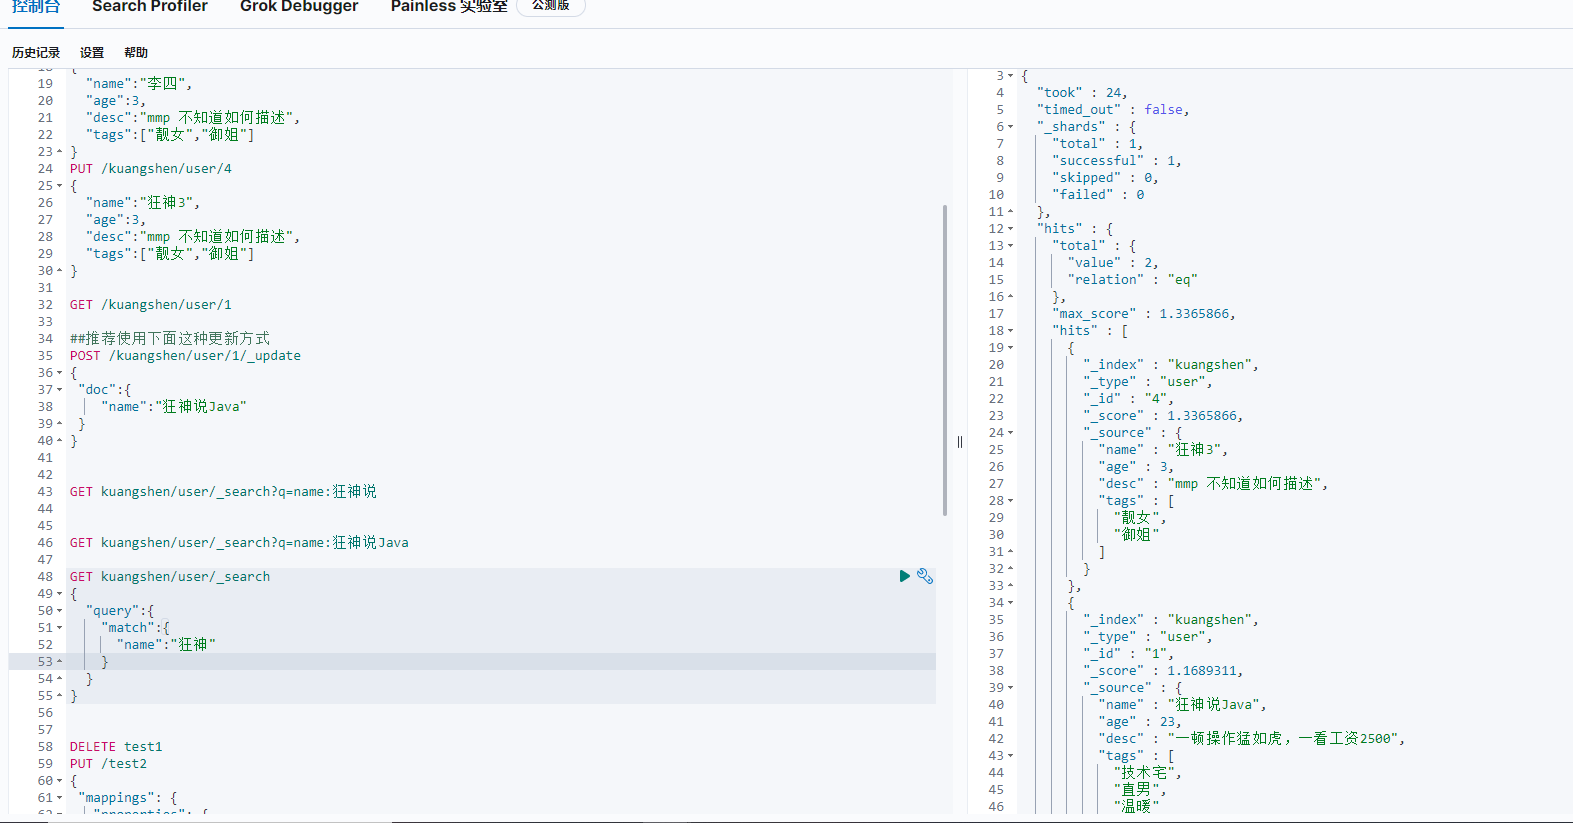 控制台 Search Profiler Grok Debugger Painless 实验室 公测版
历史记录 设置 帮助
18 {
19 "name":"李四",
20 "age":3,
21 "desc":"mmp 不知道如何描述",
22 "tags":["靓女","御姐"]
23 }
24 PUT /kuangshen/user/4
25 {
26 "name":"狂神3",
27 "age":3,
28 "desc":"mmp 不知道如何描述",
29 "tags":["靓女","御姐"]
30 }
31
32 GET /kuangshen/user/1
33
34 ##推荐使用下面这种更新方式
35 POST /kuangshen/user/1/_update
36 {
37 "doc":{
38 "name":"狂神说Java"
39 }
40 }
41
42
43 GET kuangshen/user/_search?q=name:狂神说
44
45
46 GET kuangshen/user/_search?q=name:狂神说Java
47
48 GET kuangshen/user/_search
49 {
50 "query":{
51 "match":{
52 "name":"狂神"
53 }
54 }
55 }
56
57
58 DELETE test1
59 PUT /test2
60 {
61 "mappings": {
62 "properties": {
3 {
4 "took" : 24,
5 "timed_out" : false,
6 "_shards" : {
7 "total" : 1,
8 "successful" : 1,
9 "skipped" : 0,
10 "failed" : 0
11 },
12 "hits" : {
13 "total" : {
14 "value" : 2,
15 "relation" : "eq"
16 },
17 "max_score" : 1.3365866,
18 "hits" : [
19 {
20 "_index" : "kuangshen",
21 "_type" : "user",
22 "_id" : "4",
23 "_score" : 1.3365866,
24 "_source" : {
25 "name" : "狂神3",
26 "age" : 3,
27 "desc" : "mmp 不知道如何描述",
28 "tags" : [
29 "靓女",
30 "御姐"
31 ]
32 }
33 },
34 {
35 "_index" : "kuangshen",
36 "_type" : "user",
37 "_id" : "1",
38 "_score" : 1.1689311,
39 "_source" : {
40 "name" : "狂神说Java",
41 "age" : 23,
42 "desc" : "一顿操作猛如虎，一看工资2500",
43 "tags" : [
44 "技术宅",
45 "直男",
46 "温暖"